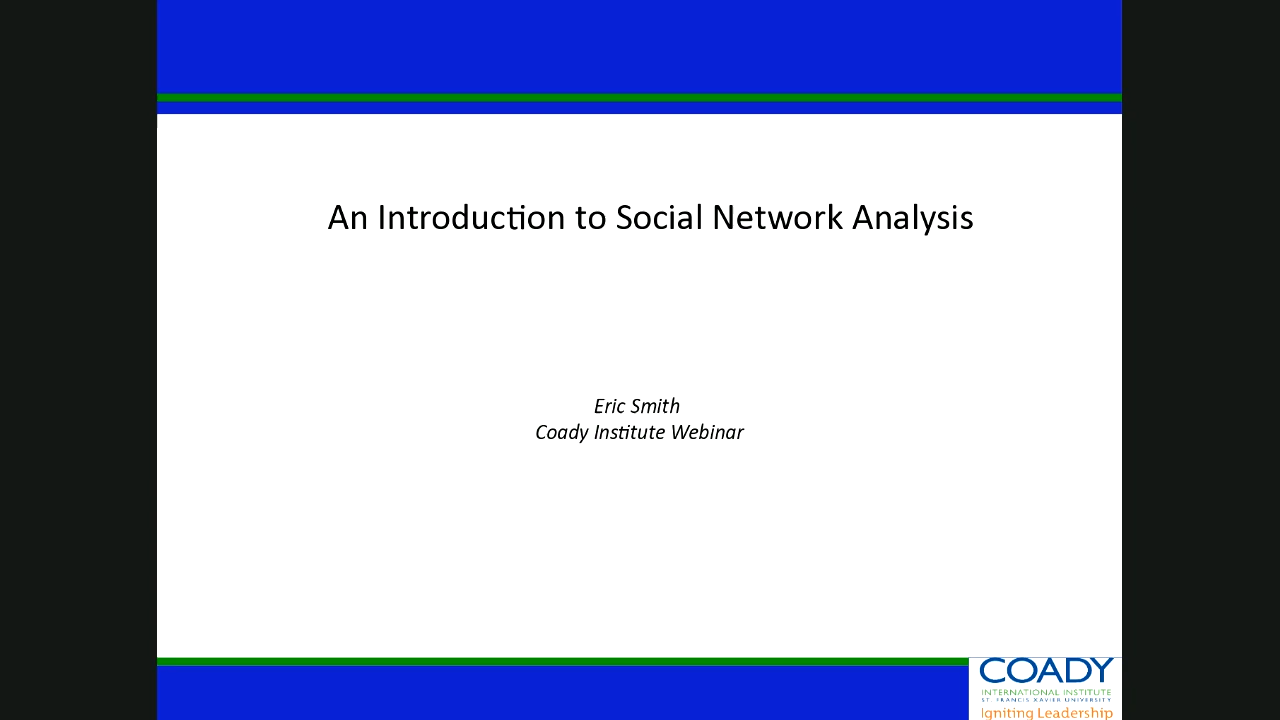 An Introduction to Social Network Analysis
Eric Smith
Coady Institute Webinar
COADY
INTERNATIONAL INSTITUTE
ST. FRANCIS XAVIER UNIVERSITY
Igniting Leadership